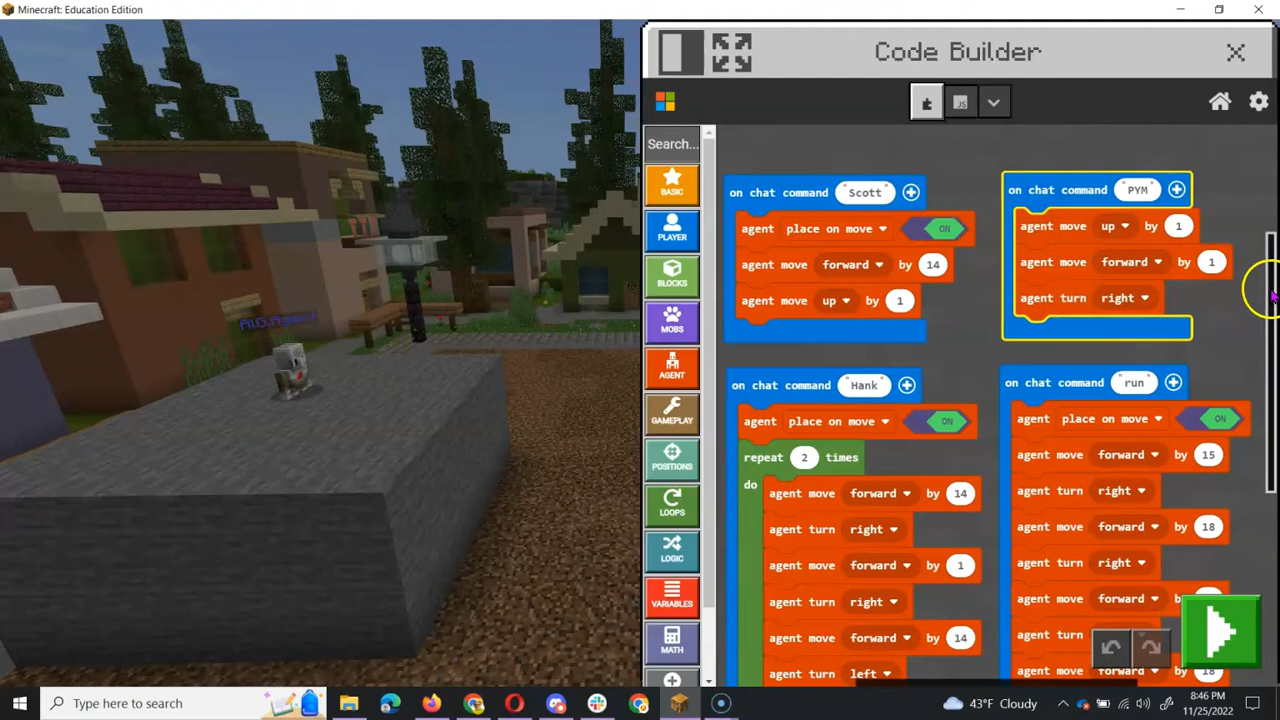 Minecraft: Education Edition
Code Builder
JS
Search...
BASIC
PLAYER
BLOCKS
MOBS
AGENT
GAMEPLAY
POSITIONS
LOOPS
LOGIC
VARIABLES
MATH
on chat command "Scott"
agent place on move ON
agent move forward by 14
agent move up by 1
on chat command "PYM"
agent move up by 1
agent move forward by 1
agent turn right
on chat command "Hank"
agent place on move ON
repeat 2 times
do
agent move forward by 14
agent turn right
agent move forward by 1
agent turn right
agent move forward by 14
agent turn left
on chat command "run"
agent place on move ON
agent move forward by 15
agent turn right
agent move forward by 18
agent turn right
agent move forward by
agent turn
agent move forward by 18
Type here to search
43°F Cloudy
8:46 PM
11/25/2022